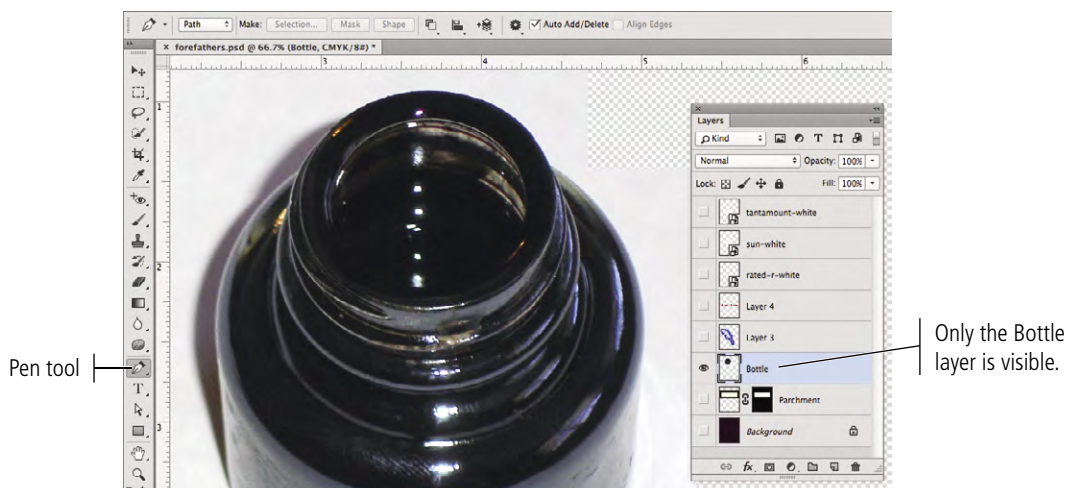 Path Make: Selection... Mask Shape Auto Add/Delete Align Edges
× forefathers.psd @ 66.7% (Bottle, CMYK/8#) *
3 4 5 6
1
2
3
Layers
Kind
Normal Opacity: 100%
Lock: Fill: 100%
tantamount-white
sun-white
rated-r-white
Layer 4
Layer 3
Bottle
Parchment
Background
Pen tool
Only the Bottle
layer is visible.